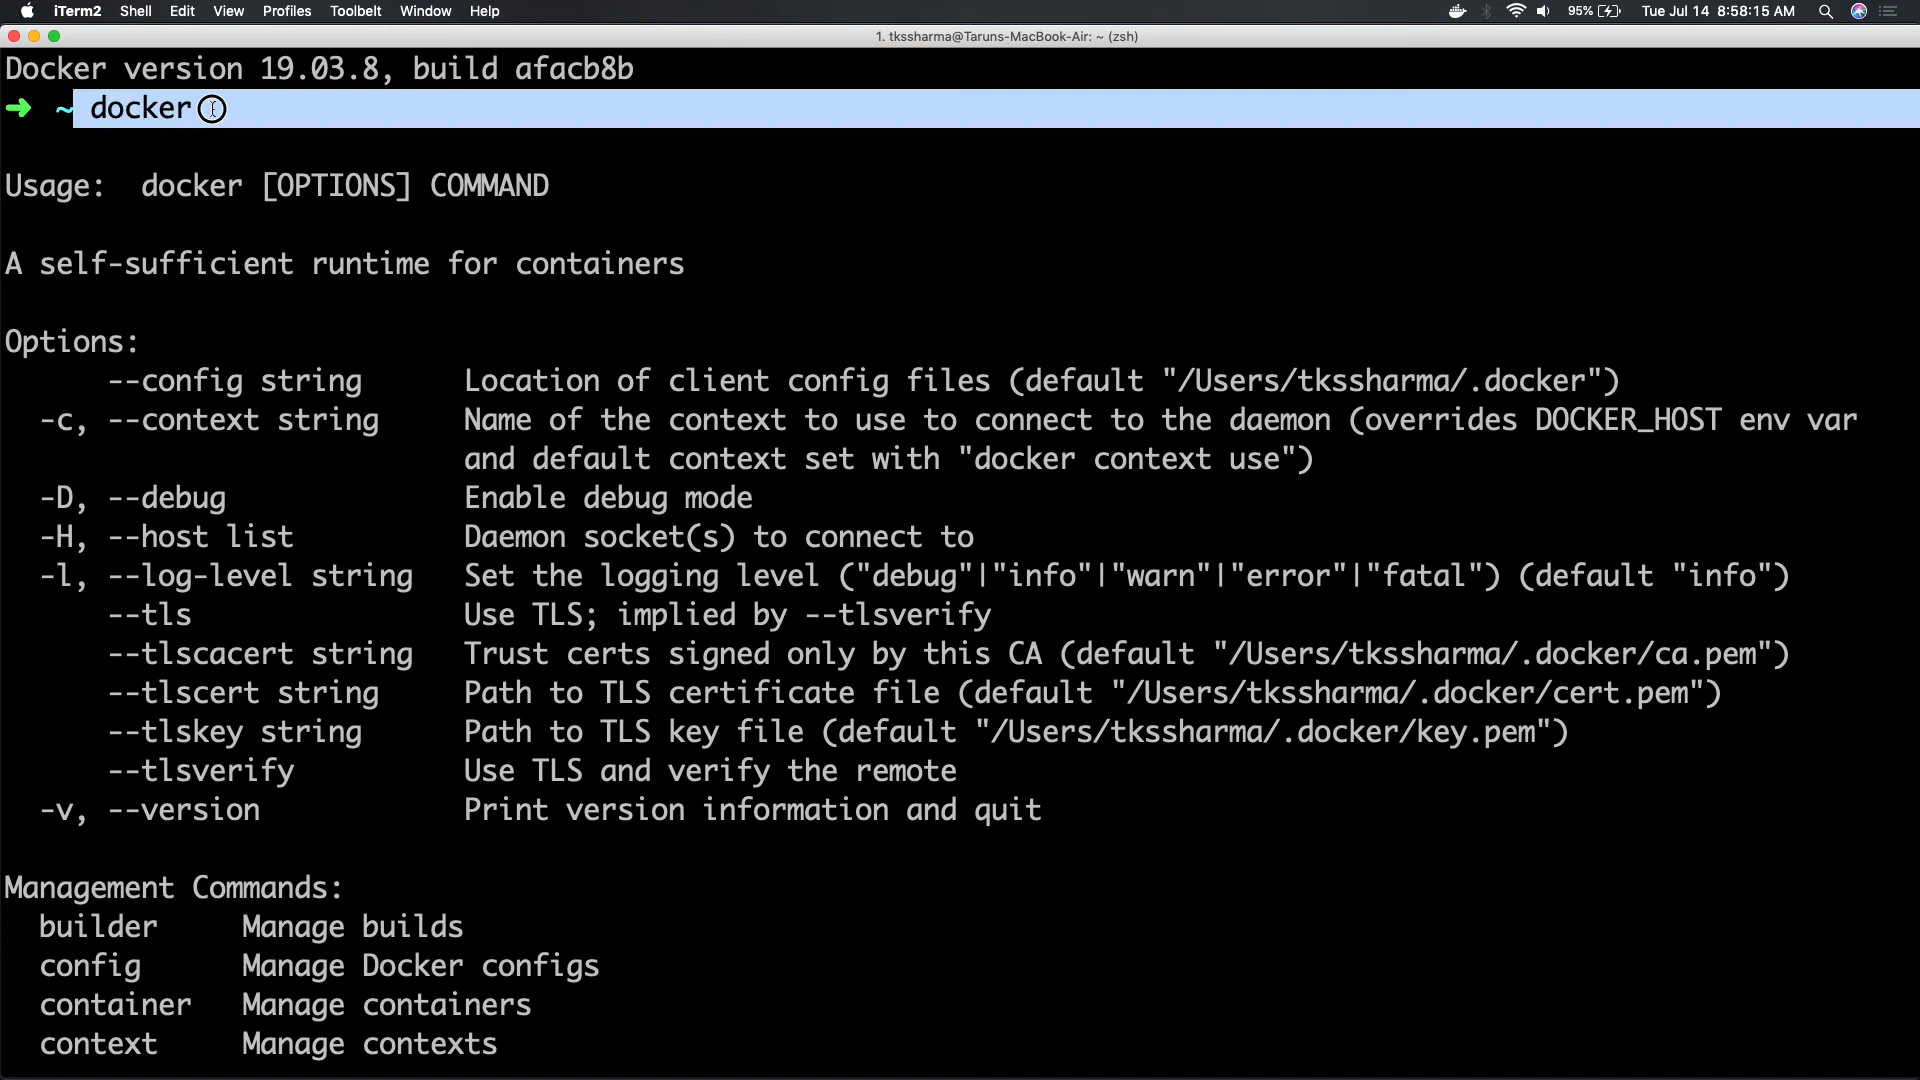 iTerm2 Shell Edit View Profiles Toolbelt Window Help 95% Tue Jul 14 8:58:15 AM
1. tkssharma@Taruns-MacBook-Air: ~ (zsh)
Docker version 19.03.8, build afacb8b
➜ ~ docker
Usage:  docker [OPTIONS] COMMAND
A self-sufficient runtime for containers
Options:
      --config string      Location of client config files (default "/Users/tkssharma/.docker")
  -c, --context string     Name of the context to use to connect to the daemon (overrides DOCKER_HOST env var
                           and default context set with "docker context use")
  -D, --debug              Enable debug mode
  -H, --host list          Daemon socket(s) to connect to
  -l, --log-level string   Set the logging level ("debug"|"info"|"warn"|"error"|"fatal") (default "info")
      --tls                Use TLS; implied by --tlsverify
      --tlscacert string   Trust certs signed only by this CA (default "/Users/tkssharma/.docker/ca.pem")
      --tlscert string     Path to TLS certificate file (default "/Users/tkssharma/.docker/cert.pem")
      --tlskey string      Path to TLS key file (default "/Users/tkssharma/.docker/key.pem")
      --tlsverify          Use TLS and verify the remote
  -v, --version            Print version information and quit
Management Commands:
  builder     Manage builds
  config      Manage Docker configs
  container   Manage containers
  context     Manage contexts